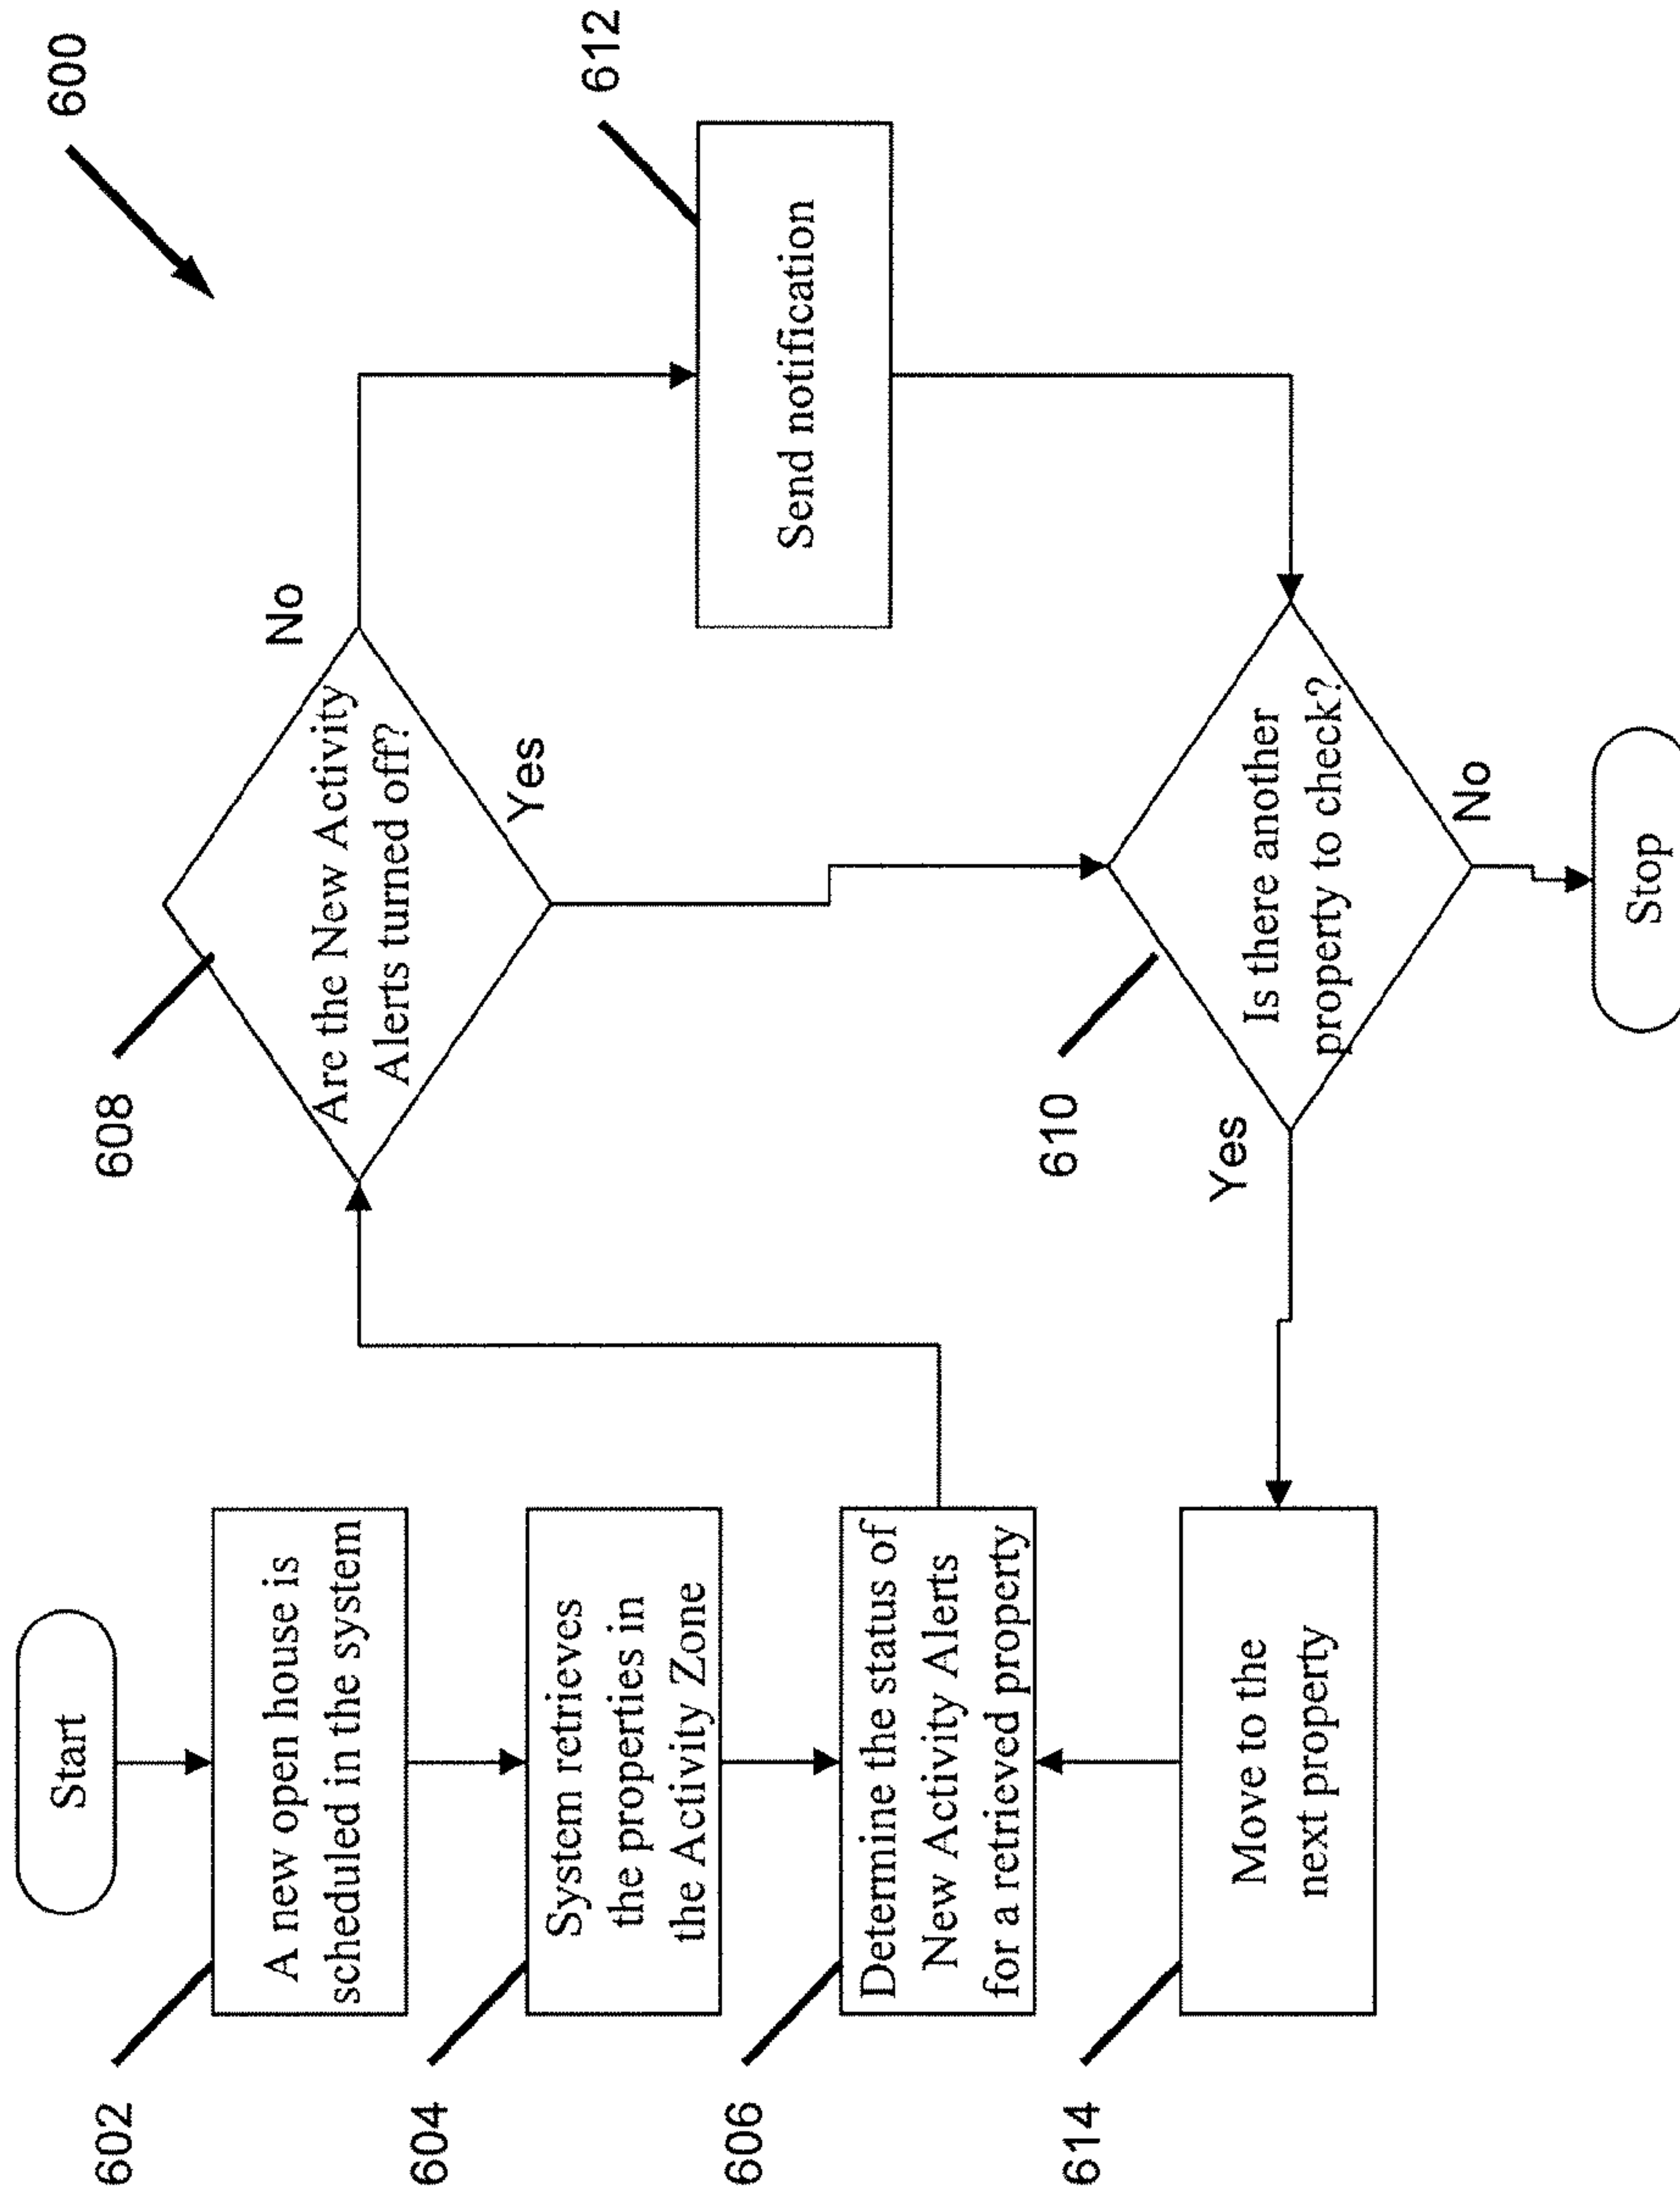 600
Start
602
A new open house is
scheduled in the system
604
System retrieves
the properties in
the Activity Zone
606
Determine the status of
New Activity Alerts
for a retrieved property
614
Move to the
next property
608
Are the New Activity
Alerts turned off?
No
Yes
612
Send notification
610
Is there another
property to check?
Yes
No
Stop